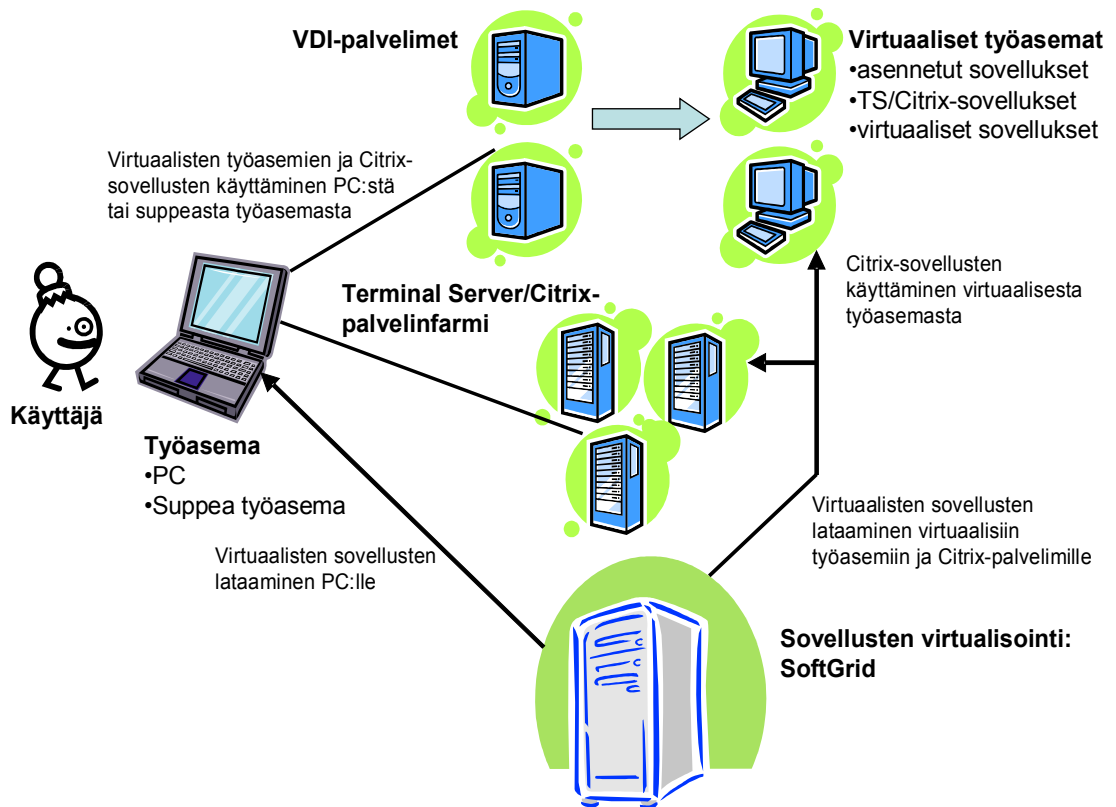 VDI-palvelimet
Virtuaaliset työasemat
•asennetut sovellukset
•TS/Citrix-sovellukset
•virtuaaliset sovellukset
Virtuaalisten työasemien ja Citrix-
sovellusten käyttäminen PC:stä
tai suppeasta työasemasta
Citrix-sovellusten
käyttäminen virtuaalisesta
työasemasta
Terminal Server/Citrix-
palvelinfarmi
Käyttäjä
Työasema
•PC
•Suppea työasema
Virtuaalisten sovellusten
lataaminen virtuaalisiin
työasemiin ja Citrix-palvelimille
Virtuaalisten sovellusten
lataaminen PC:lle
Sovellusten virtualisointi:
SoftGrid